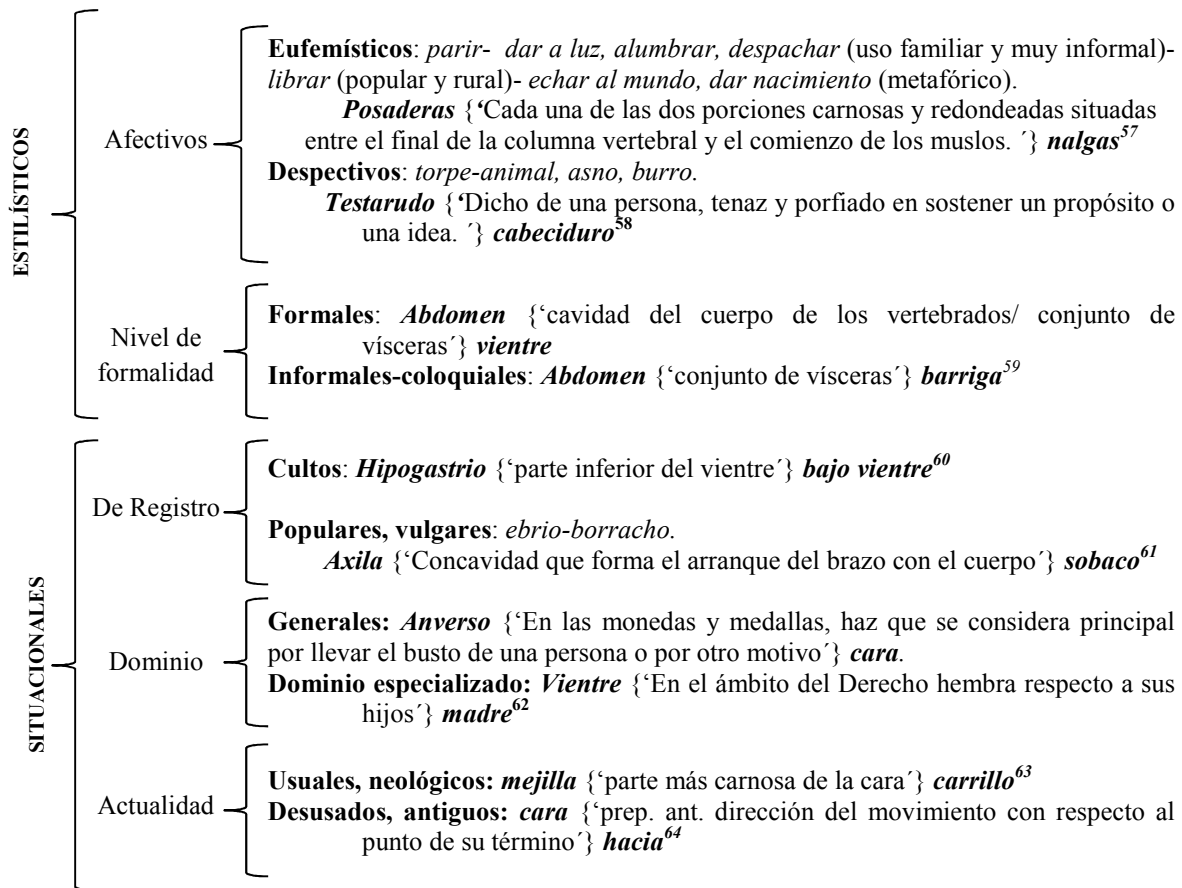 ESTILÍSTICOS
Afectivos
Eufemísticos: parir- dar a luz, alumbrar, despachar (uso familiar y muy informal)-
librar (popular y rural)- echar al mundo, dar nacimiento (metafórico).
Posaderas {‘Cada una de las dos porciones carnosas y redondeadas situadas
entre el final de la columna vertebral y el comienzo de los muslos. ´} nalgas57
Despectivos: torpe-animal, asno, burro.
Testarudo {‘Dicho de una persona, tenaz y porfiado en sostener un propósito o
una idea. ´} cabeciduro58
Nivel de
formalidad
Formales: Abdomen {‘cavidad del cuerpo de los vertebrados/ conjunto de
vísceras´} vientre
Informales-coloquiales: Abdomen {‘conjunto de vísceras´} barriga59
SITUACIONALES
De Registro
Cultos: Hipogastrio {‘parte inferior del vientre´} bajo vientre60
Populares, vulgares: ebrio-borracho.
Axila {‘Concavidad que forma el arranque del brazo con el cuerpo´} sobaco61
Dominio
Generales: Anverso {‘En las monedas y medallas, haz que se considera principal
por llevar el busto de una persona o por otro motivo´} cara.
Dominio especializado: Vientre {‘En el ámbito del Derecho hembra respecto a sus
hijos´} madre62
Actualidad
Usuales, neológicos: mejilla {‘parte más carnosa de la cara´} carrillo63
Desusados, antiguos: cara {‘prep. ant. dirección del movimiento con respecto al
punto de su término´} hacia64